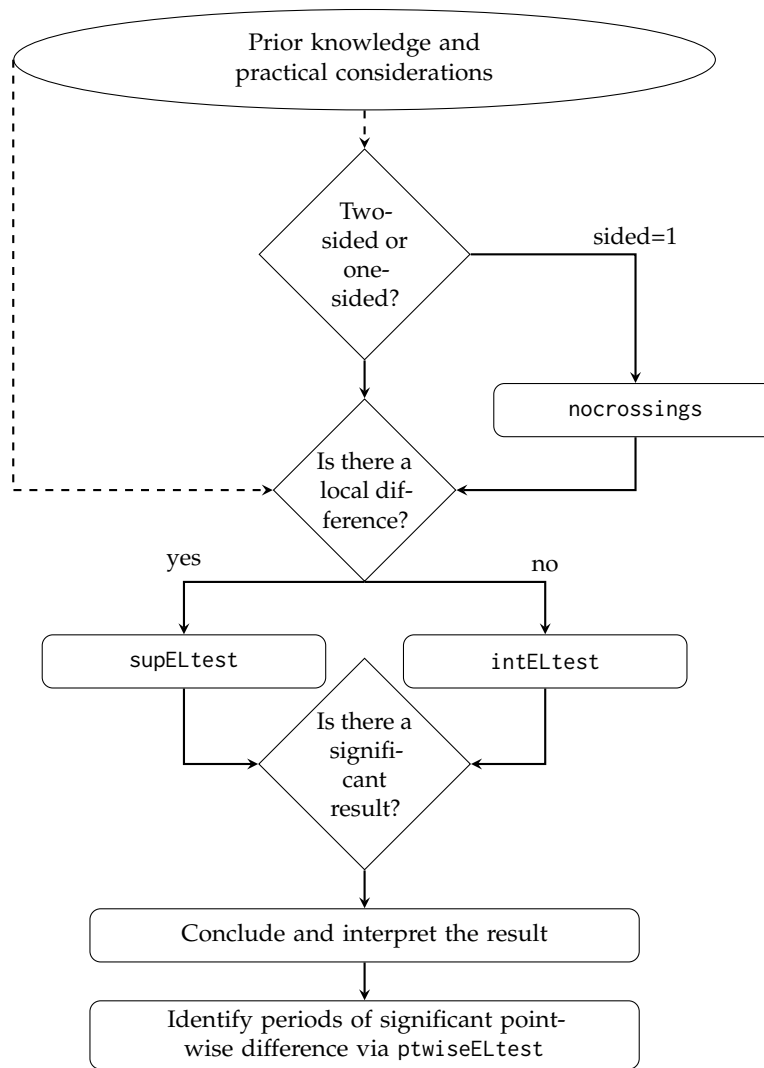 Prior knowledge and
practical considerations
Two-
sided or
one-
sided?
sided=1
nocrossings
Is there a
local dif-
ference?
yes
no
supELtest
intELtest
Is there a
signifi-
cant
result?
Conclude and interpret the result
Identify periods of significant point-
wise difference via ptwiseELtest